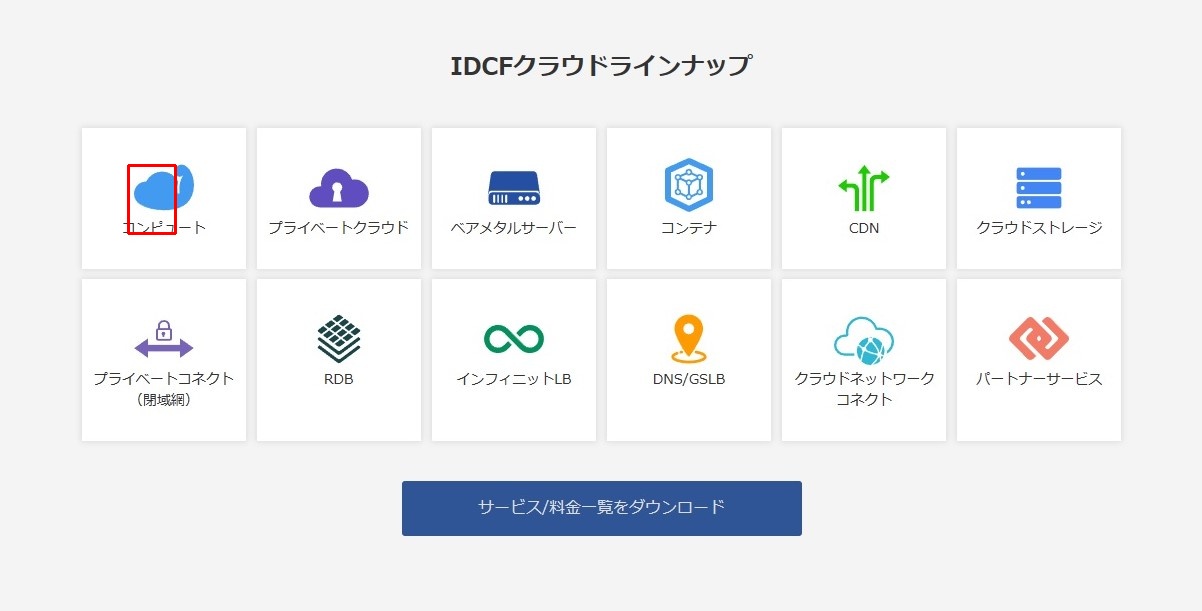 IDCFクラウドラインナップ
コンピュート
プライベートクラウド
ベアメタルサーバー
コンテナ
CDN
クラウドストレージ
プライベートコネクト
（閉域網）
RDB
インフィニットLB
DNS/GSLB
クラウドネットワーク
コネクト
パートナーサービス
サービス/料金一覧をダウンロード